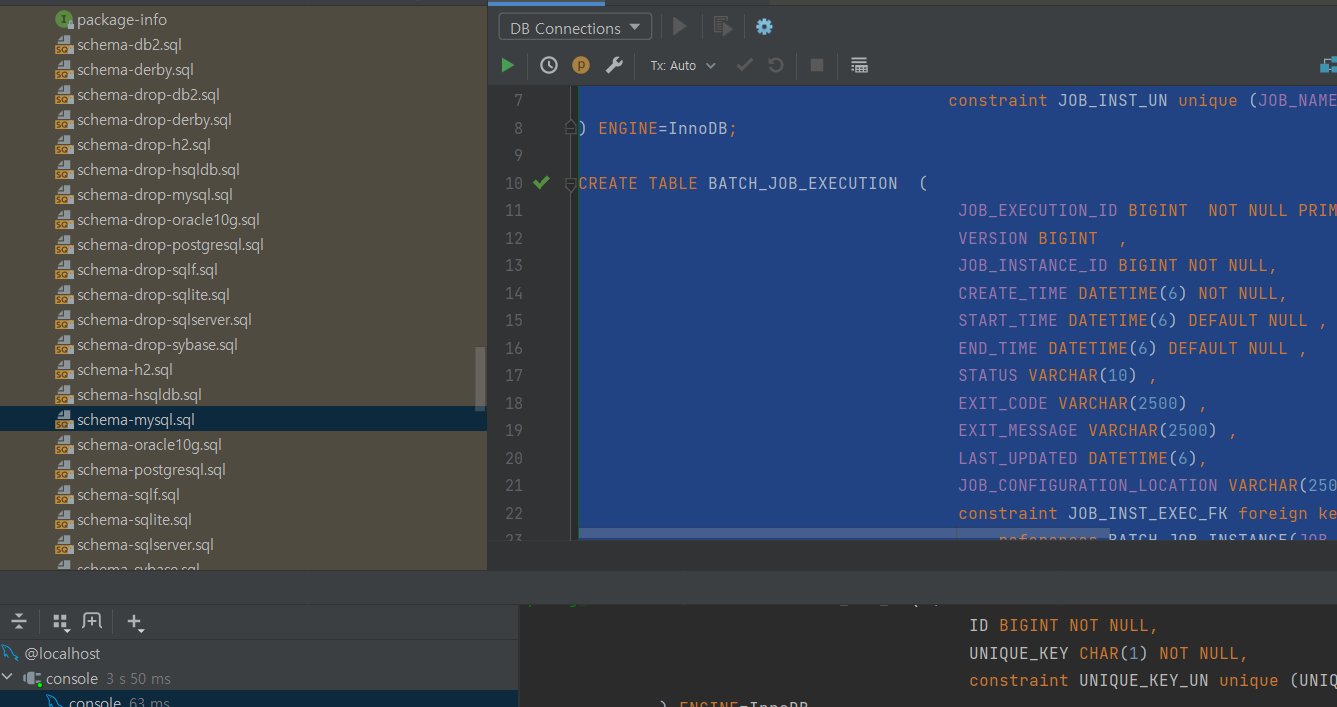 package-info
schema-db2.sql
schema-derby.sql
schema-drop-db2.sql
schema-drop-derby.sql
schema-drop-h2.sql
schema-drop-hsqldb.sql
schema-drop-mysql.sql
schema-drop-oracle10g.sql
schema-drop-postgresql.sql
schema-drop-sqlf.sql
schema-drop-sqlite.sql
schema-drop-sqlserver.sql
schema-drop-sybase.sql
schema-h2.sql
schema-hsqldb.sql
schema-mysql.sql
schema-oracle10g.sql
schema-postgresql.sql
schema-sqlf.sql
schema-sqlite.sql
schema-sqlserver.sql
schema-sybase.sql
DB Connections
Tx: Auto
7 constraint JOB_INST_UN unique (JOB_NAME
8 ) ENGINE=InnoDB;
9
10 CREATE TABLE BATCH_JOB_EXECUTION (
11 JOB_EXECUTION_ID BIGINT NOT NULL PRIM
12 VERSION BIGINT ,
13 JOB_INSTANCE_ID BIGINT NOT NULL,
14 CREATE_TIME DATETIME(6) NOT NULL,
15 START_TIME DATETIME(6) DEFAULT NULL ,
16 END_TIME DATETIME(6) DEFAULT NULL ,
17 STATUS VARCHAR(10) ,
18 EXIT_CODE VARCHAR(2500) ,
19 EXIT_MESSAGE VARCHAR(2500) ,
20 LAST_UPDATED DATETIME(6),
21 JOB_CONFIGURATION_LOCATION VARCHAR(250
22 constraint JOB_INST_EXEC_FK foreign ke
23 references BATCH_JOB_INSTANCE(JOB_
@localhost
console 3 s 50 ms
console 63 ms
ID BIGINT NOT NULL,
UNIQUE_KEY CHAR(1) NOT NULL,
constraint UNIQUE_KEY_UN unique (UNIQ
) ENGINE=InnoDB